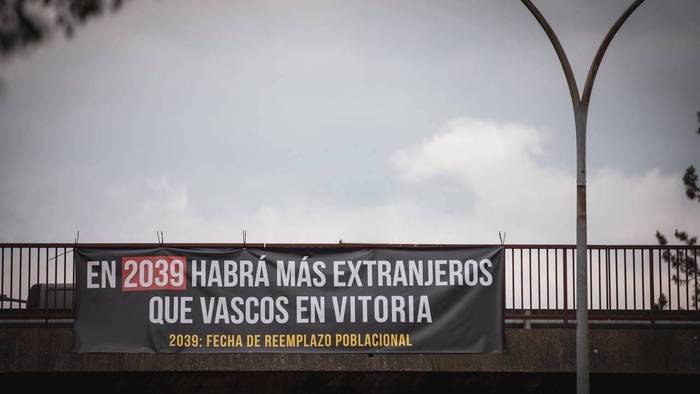 EN 2039 HABRÁ MÁS EXTRANJEROS
QUE VASCOS EN VITORIA
2039: FECHA DE REEMPLAZO POBLACIONAL